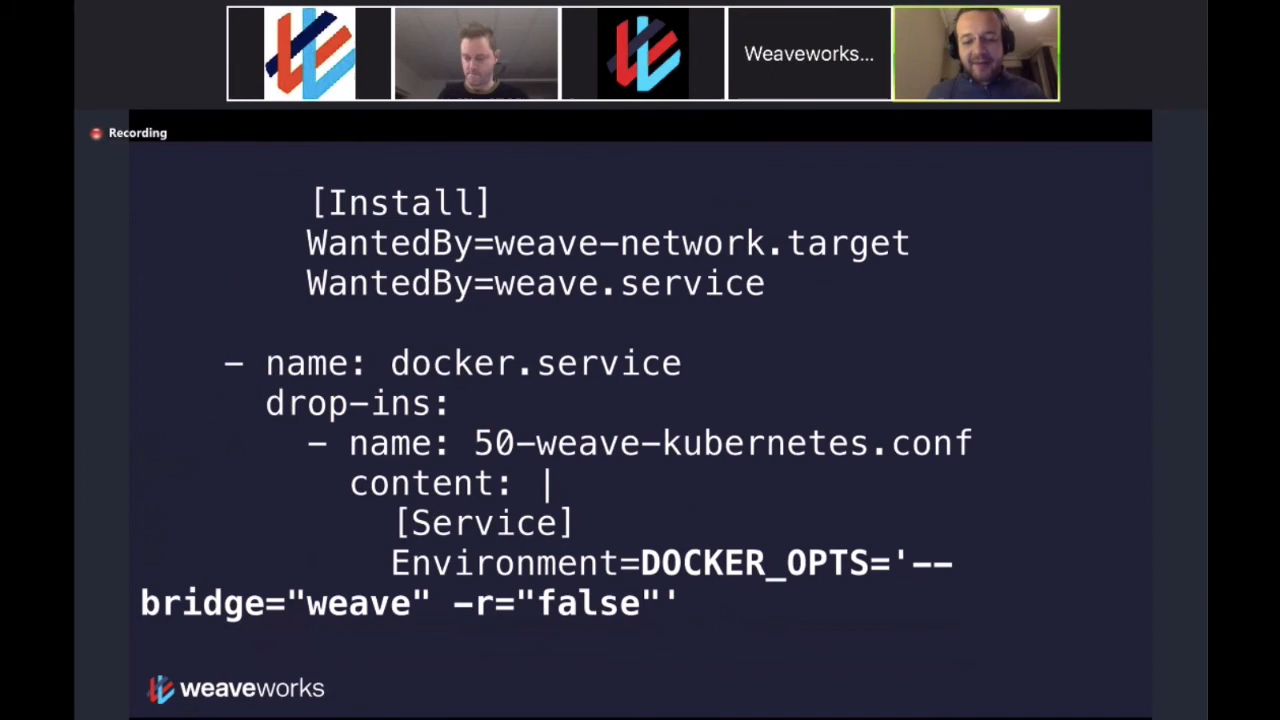 Weaveworks...
Recording
[Install]
WantedBy=weave-network.target
WantedBy=weave.service
- name: docker.service
drop-ins:
- name: 50-weave-kubernetes.conf
content: |
[Service]
Environment=DOCKER_OPTS='--
bridge="weave" -r="false"'
weaveworks